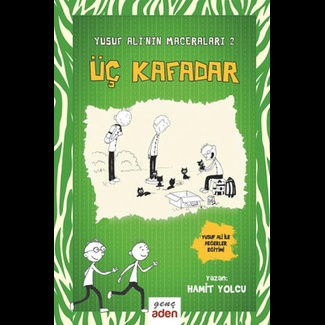 YUSUF ALİ'NİN MACERALARI 2
ÜÇ KAFADAR
YUSUF ALİ İLE
DEĞERLER
EĞİTİMİ
yazan:
HAMİT YOLCU
genç
aden